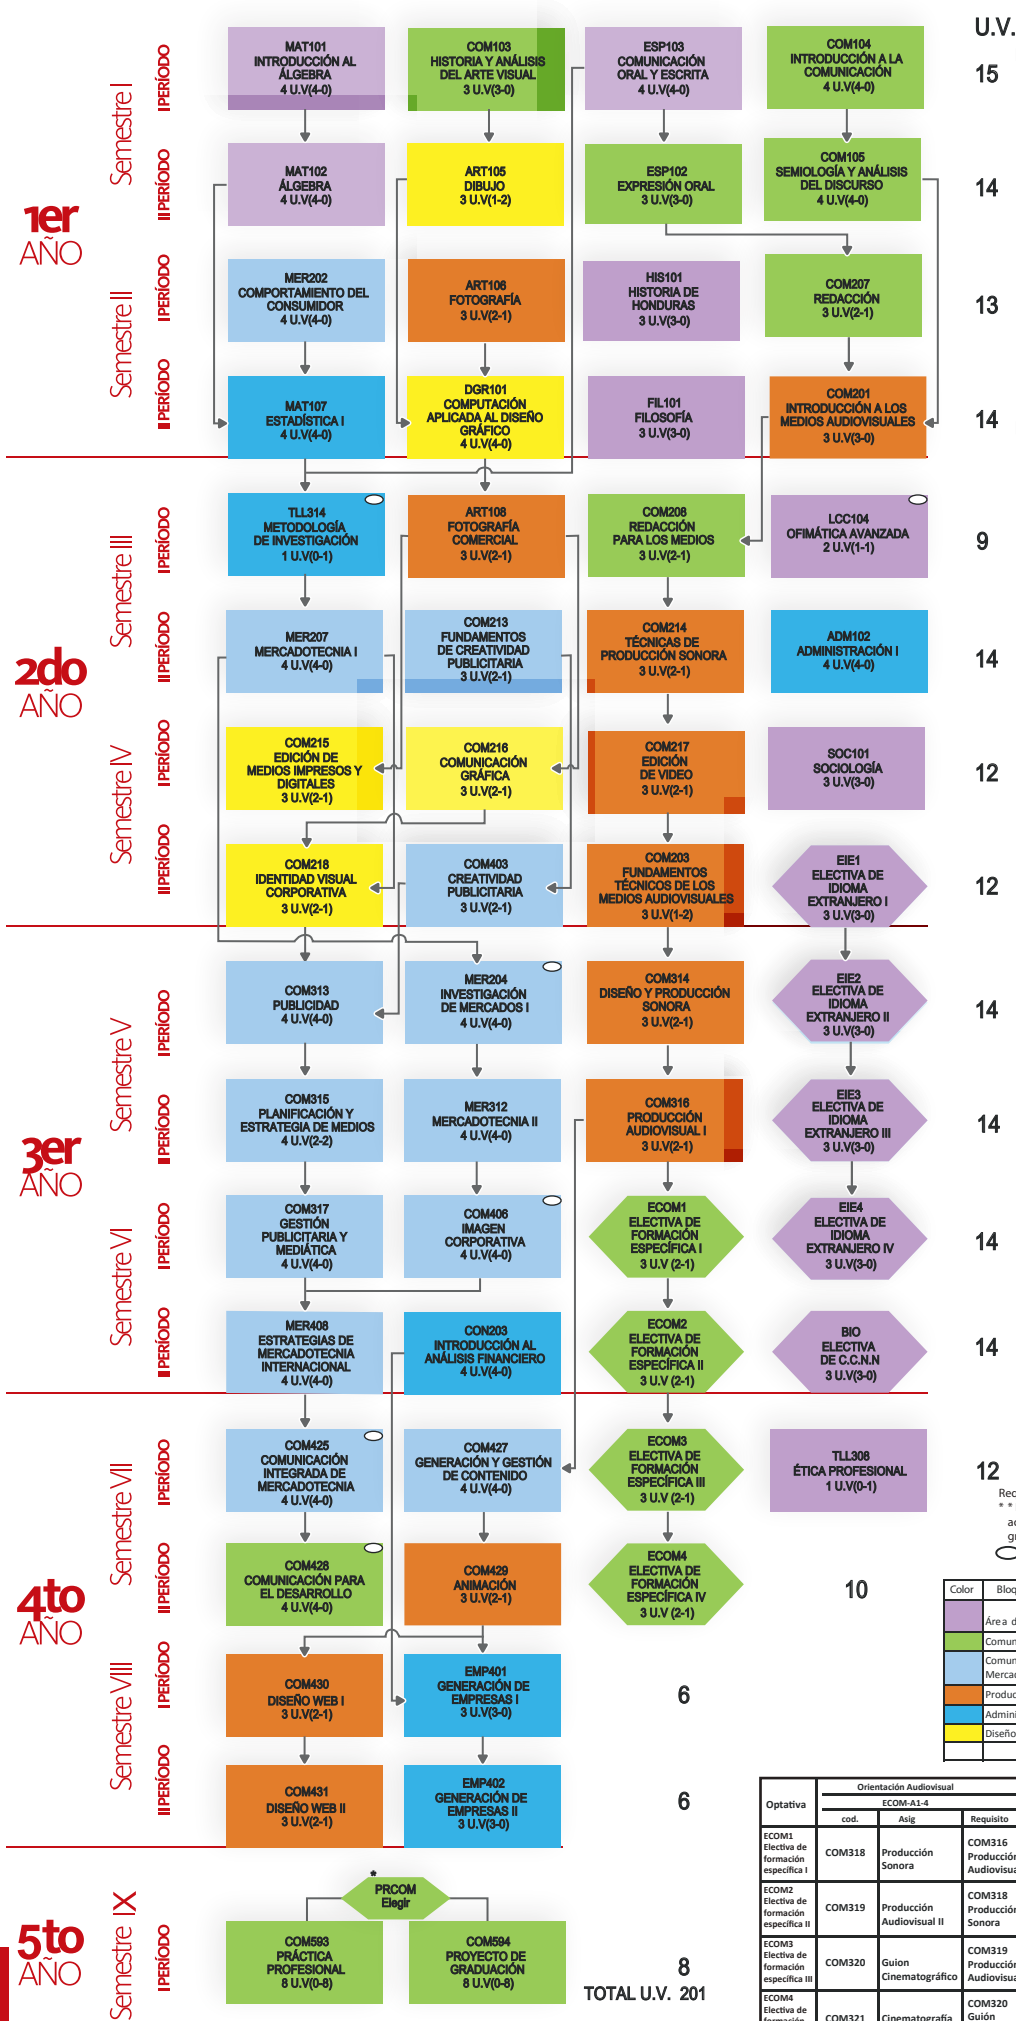 U.V.
1er
AÑO
Semestre I
I PERÍODO
MAT101
INTRODUCCIÓN AL
ÁLGEBRA
4 U.V(4-0)
COM103
HISTORIA Y ANÁLISIS
DEL ARTE VISUAL
3 U.V(3-0)
ESP103
COMUNICACIÓN
ORAL Y ESCRITA
4 U.V(4-0)
COM104
INTRODUCCIÓN A LA
COMUNICACIÓN
4 U.V(4-0)
15
II PERÍODO
MAT102
ÁLGEBRA
4 U.V(4-0)
ART105
DIBUJO
3 U.V(1-2)
ESP102
EXPRESIÓN ORAL
3 U.V(3-0)
COM105
SEMIOLOGÍA Y ANÁLISIS
DEL DISCURSO
4 U.V(4-0)
14
Semestre II
I PERÍODO
MER202
COMPORTAMIENTO DEL
CONSUMIDOR
4 U.V(4-0)
ART106
FOTOGRAFÍA
3 U.V(2-1)
HIS101
HISTORIA DE
HONDURAS
3 U.V(3-0)
COM207
REDACCIÓN
3 U.V(2-1)
13
II PERÍODO
MAT107
ESTADÍSTICA I
4 U.V(4-0)
DGR101
COMPUTACIÓN
APLICADA AL DISEÑO
GRÁFICO
4 U.V(4-0)
FIL101
FILOSOFÍA
3 U.V(3-0)
COM201
INTRODUCCIÓN A LOS
MEDIOS AUDIOVISUALES
3 U.V(3-0)
14
2do
AÑO
Semestre III
I PERÍODO
TLL314
METODOLOGÍA
DE INVESTIGACIÓN
1 U.V(0-1)
ART108
FOTOGRAFÍA
COMERCIAL
3 U.V(2-1)
COM208
REDACCIÓN
PARA LOS MEDIOS
3 U.V(2-1)
LCC104
OFIMÁTICA AVANZADA
2 U.V(1-1)
9
II PERÍODO
MER207
MERCADOTECNIA I
4 U.V(4-0)
COM213
FUNDAMENTOS
DE CREATIVIDAD
PUBLICITARIA
3 U.V(2-1)
COM214
TÉCNICAS DE
PRODUCCIÓN SONORA
3 U.V(2-1)
ADM102
ADMINISTRACIÓN I
4 U.V(4-0)
14
Semestre IV
I PERÍODO
COM215
EDICIÓN DE
MEDIOS IMPRESOS Y
DIGITALES
3 U.V(2-1)
COM216
COMUNICACIÓN
GRÁFICA
3 U.V(2-1)
COM217
EDICIÓN
DE VIDEO
3 U.V(2-1)
SOC101
SOCIOLOGÍA
3 U.V(3-0)
12
II PERÍODO
COM218
IDENTIDAD VISUAL
CORPORATIVA
3 U.V(2-1)
COM403
CREATIVIDAD
PUBLICITARIA
3 U.V(2-1)
COM203
FUNDAMENTOS
TÉCNICOS DE LOS
MEDIOS AUDIOVISUALES
3 U.V(1-2)
EIE1
ELECTIVA DE
IDIOMA
EXTRANJERO I
3 U.V(3-0)
12
3er
AÑO
Semestre V
I PERÍODO
COM313
PUBLICIDAD
4 U.V(4-0)
MER204
INVESTIGACIÓN
DE MERCADOS I
4 U.V(4-0)
COM314
DISEÑO Y PRODUCCIÓN
SONORA
3 U.V(2-1)
EIE2
ELECTIVA DE
IDIOMA
EXTRANJERO II
3 U.V(3-0)
14
II PERÍODO
COM315
PLANIFICACIÓN Y
ESTRATEGIA DE MEDIOS
4 U.V(2-2)
MER312
MERCADOTECNIA II
4 U.V(4-0)
COM316
PRODUCCIÓN
AUDIOVISUAL I
3 U.V(2-1)
EIE3
ELECTIVA DE
IDIOMA
EXTRANJERO III
3 U.V(3-0)
14
Semestre VI
I PERÍODO
COM317
GESTIÓN
PUBLICITARIA Y
MEDIÁTICA
4 U.V(4-0)
COM406
IMAGEN
CORPORATIVA
4 U.V(4-0)
ECOM1
ELECTIVA DE
FORMACIÓN
ESPECÍFICA I
3 U.V (2-1)
EIE4
ELECTIVA DE
IDIOMA
EXTRANJERO IV
3 U.V(3-0)
14
II PERÍODO
MER408
ESTRATEGIAS DE
MERCADOTECNIA
INTERNACIONAL
4 U.V(4-0)
CON203
INTRODUCCIÓN AL
ANÁLISIS FINANCIERO
4 U.V(4-0)
ECOM2
ELECTIVA DE
FORMACIÓN
ESPECÍFICA II
3 U.V (2-1)
BIO
ELECTIVA
DE C.C.N.N
3 U.V(3-0)
14
4to
AÑO
Semestre VII
I PERÍODO
COM425
COMUNICACIÓN
INTEGRADA DE
MERCADOTECNIA
4 U.V(4-0)
COM427
GENERACIÓN Y GESTIÓN
DE CONTENIDO
4 U.V(4-0)
ECOM3
ELECTIVA DE
FORMACIÓN
ESPECÍFICA III
3 U.V (2-1)
TLL308
ÉTICA PROFESIONAL
1 U.V(0-1)
12
II PERÍODO
COM428
COMUNICACIÓN PARA
EL DESARROLLO
4 U.V(4-0)
COM429
ANIMACIÓN
3 U.V(2-1)
ECOM4
ELECTIVA DE
FORMACIÓN
ESPECÍFICA IV
3 U.V (2-1)
10
* *
Color
Semestre VIII
I PERÍODO
COM430
DISEÑO WEB I
3 U.V(2-1)
EMP401
GENERACIÓN DE
EMPRESAS I
3 U.V(3-0)
6
II PERÍODO
COM431
DISEÑO WEB II
3 U.V(2-1)
EMP402
GENERACIÓN DE
EMPRESAS II
3 U.V(3-0)
6
5to
AÑO
Semestre IX
I PERÍODO
*
PRCOM
Elegir
COM593
PRÁCTICA
PROFESIONAL
8 U.V(0-8)
COM594
PROYECTO DE
GRADUACIÓN
8 U.V(0-8)
8
TOTAL U.V. 201
Optativa
Orientación Audiovisual
ECOM-A1-4
cod. Asig Requisito
ECOM1
Electiva de
formación
específica I
COM318
Producción
Sonora
COM316
Producción
ECOM2
Electiva de
formación
específica II
COM319
Producción
Audiovisual II
COM318
Producción
Sonora
ECOM3
Electiva de
formación
específica III
COM320
Guion
Cinematográfico
COM319
Producción
ECOM4
Electiva de
formación
COM321
Cinematografía
COM320
Guión